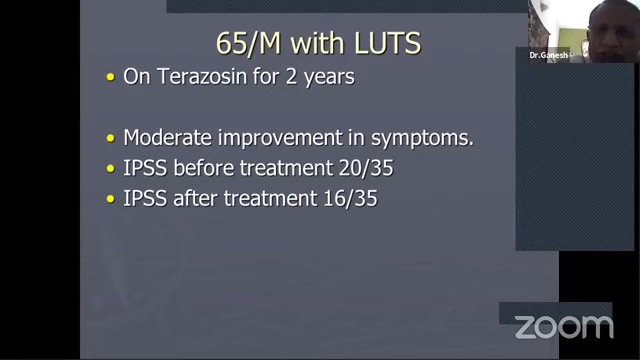 65/M with LUTS
Dr.Ganesh
• On Terazosin for 2 years
• Moderate improvement in symptoms.
• IPSS before treatment 20/35
• IPSS after treatment 16/35
zoom